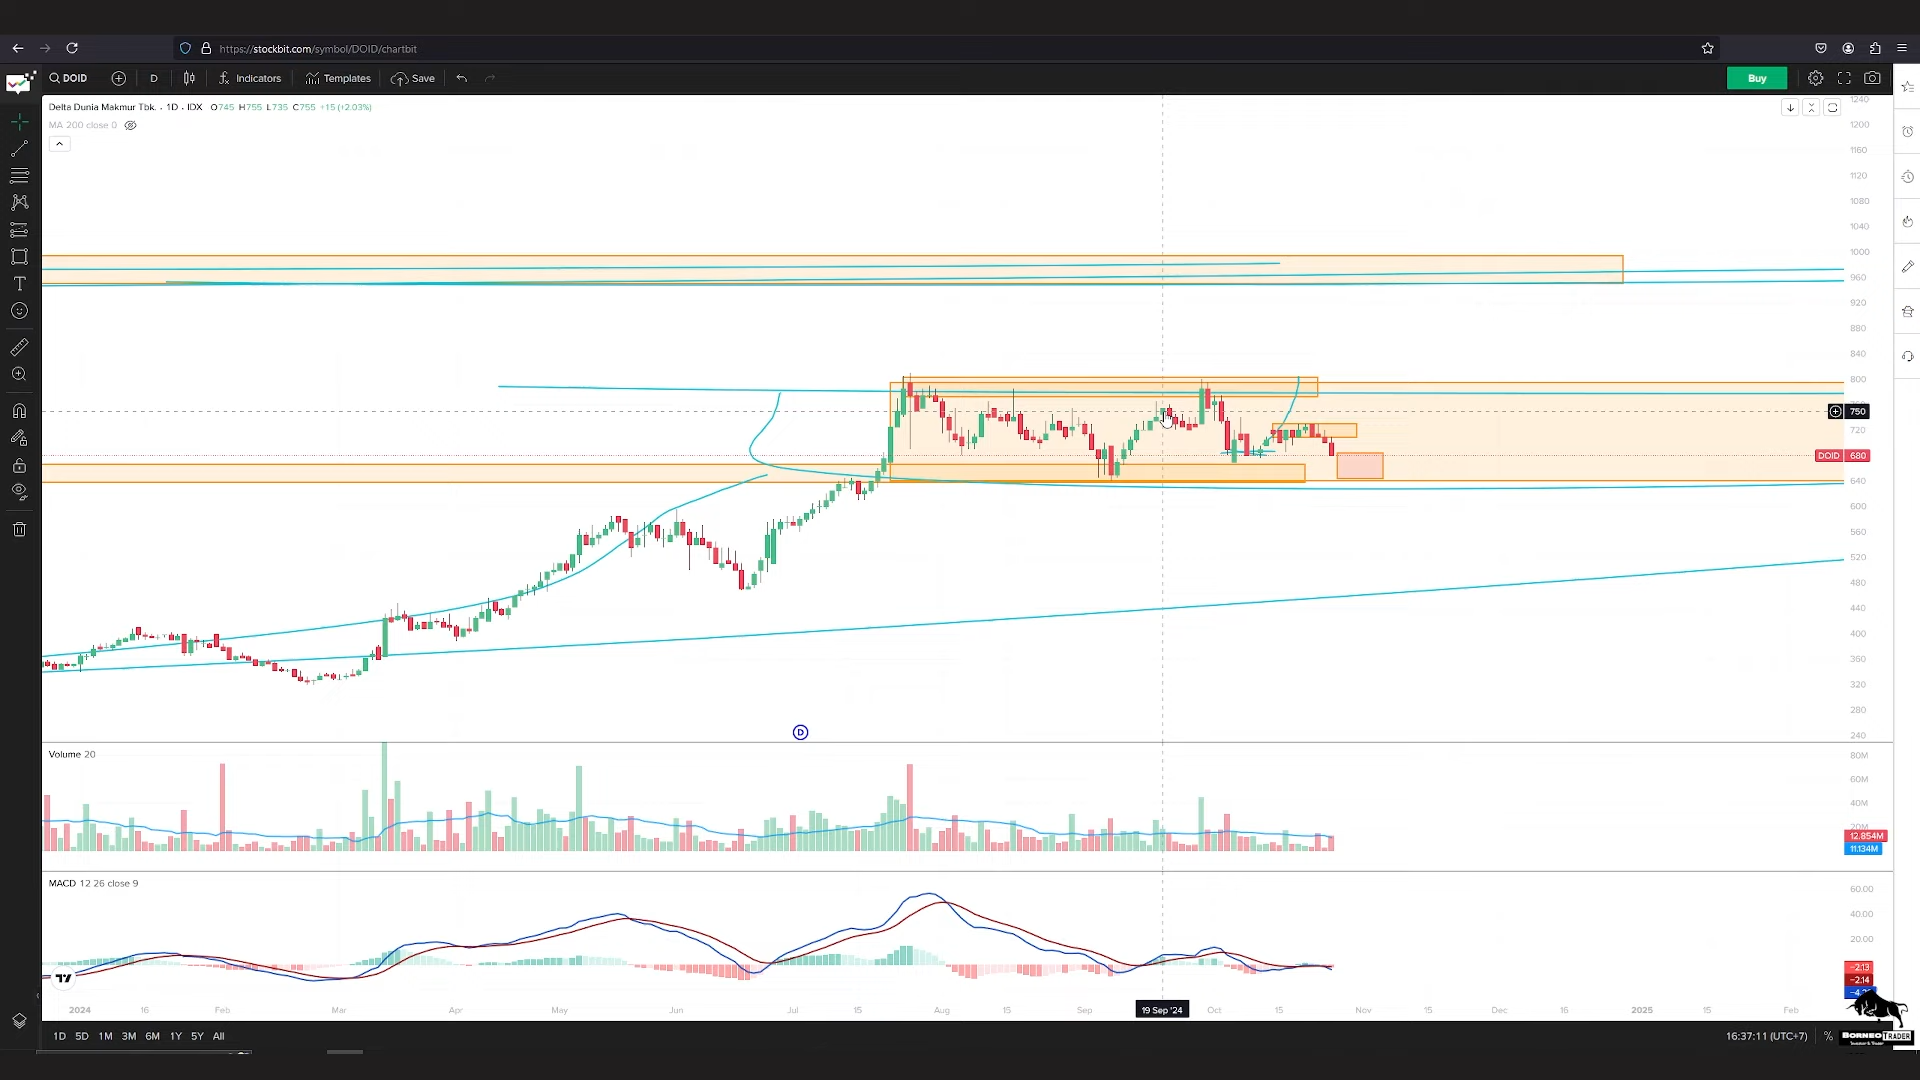 https://stockbit.com/symbol/DOID/chartbit
DOID
D
Indicators
Templates
Save
Buy
Delta Dunia Makmur Tbk. · 1D · IDX O745 H755 L735 C755 +15 (+2.03%)
MA 200 close 0
1240
1200
1160
1120
1080
1040
1000
960
920
880
840
800
750
720
DOID 680
640
600
560
520
480
440
400
360
320
280
240
D
Volume 20
80M
60M
40M
20M
12.854M
11.134M
MACD 12 26 close 9
60.00
40.00
20.00
−2.13
−2.14
2024 16 Feb Mar Apr May Jun Jul 15 Aug 15 Sep 19 Sep '24 Oct 15 Nov 15 Dec 16 2025 15 Feb
1D 5D 1M 3M 6M 1Y 5Y All
16:37:11 (UTC+7) %
BORNEO TRADER
Investor & Trader